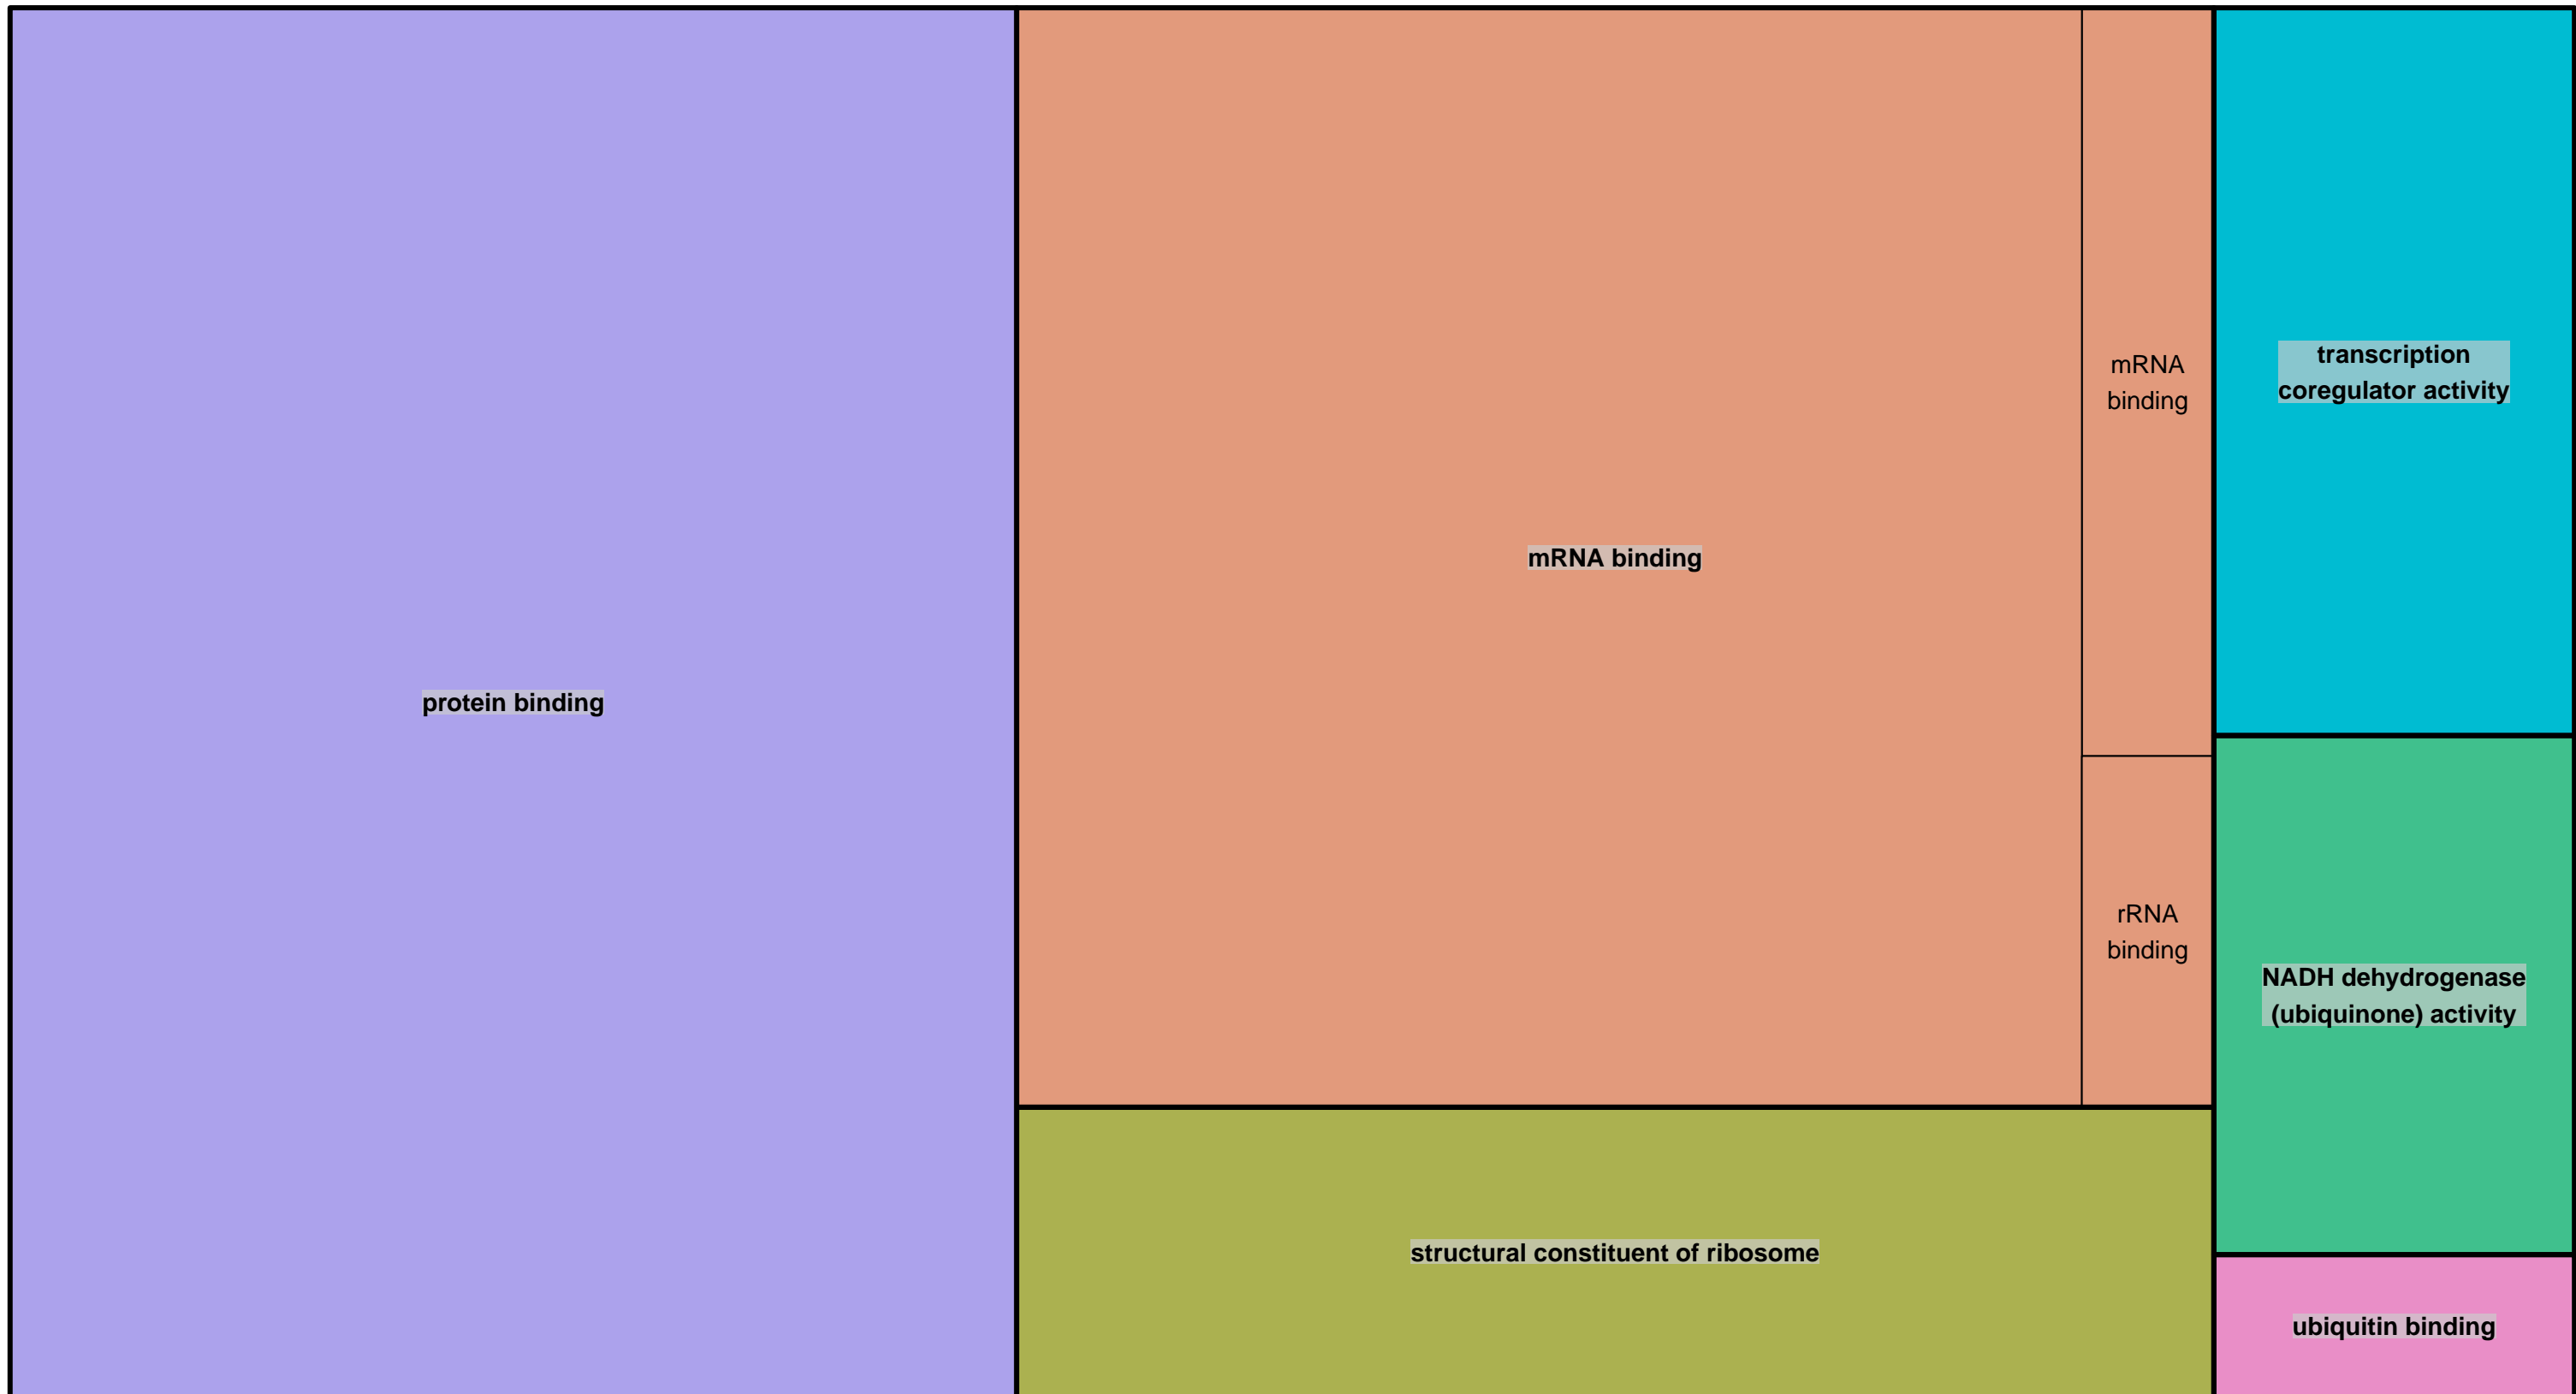 protein binding
mRNA binding
mRNA
binding
rRNA
binding
structural constituent of ribosome
transcription
coregulator activity
NADH dehydrogenase
(ubiquinone) activity
ubiquitin binding